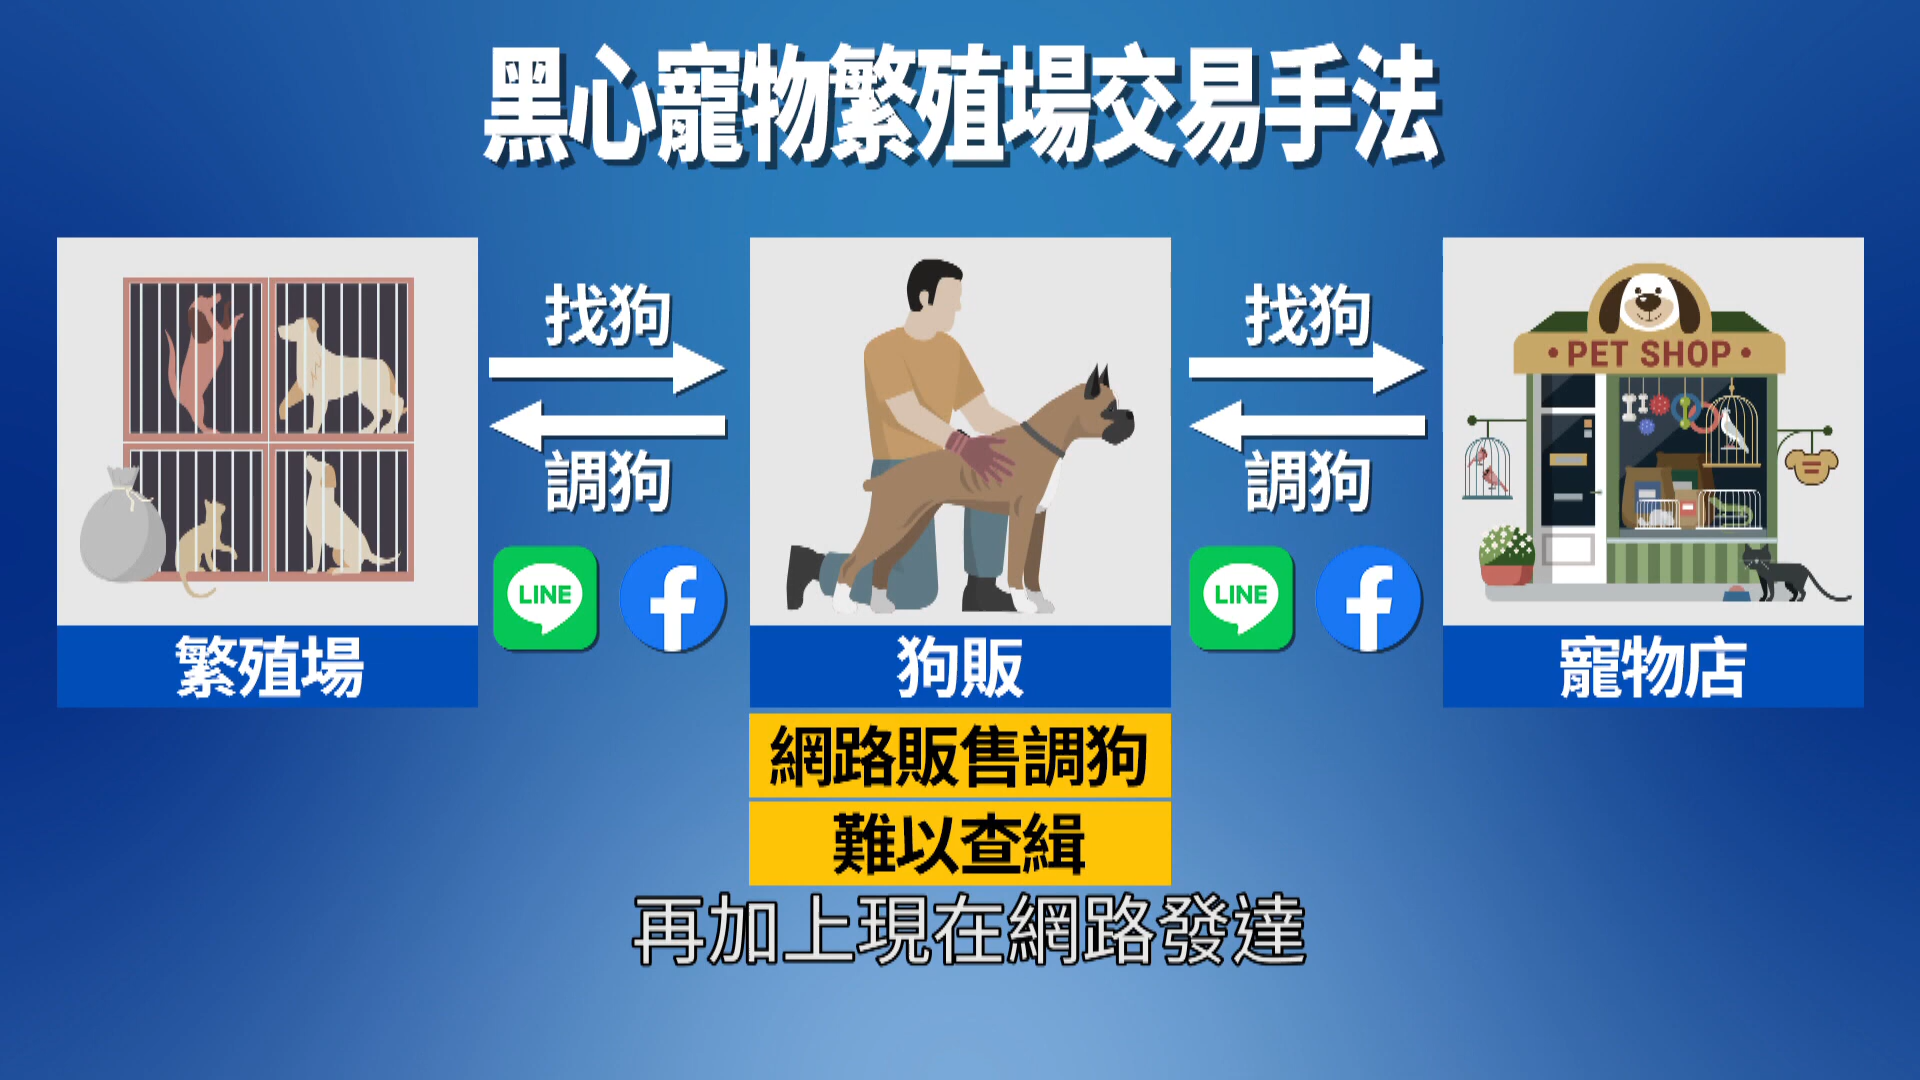 黑心寵物繁殖場交易手法
找狗
調狗
LINE
找狗
調狗
LINE
PET SHOP
繁殖場
狗販
寵物店
網路販售調狗
難以查緝
再加上現在網路發達